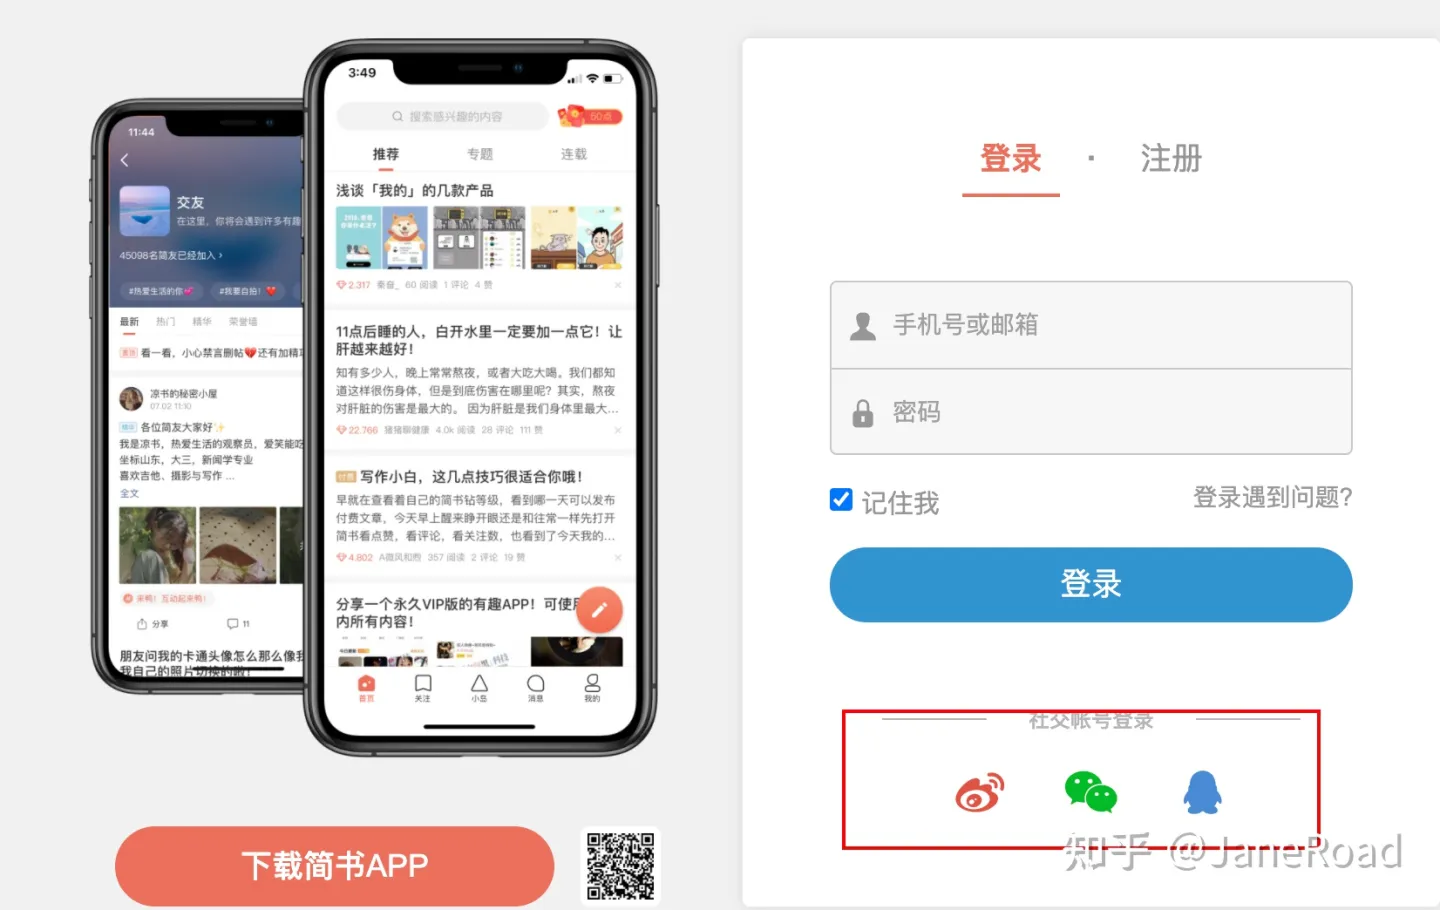 11:44
交友
在这里，你将会遇到许多有趣
45098名简友已经加入 ›
#热爱生活的你💕 #我要自拍！❤️
最新 热门 精华 荣誉墙
看一看，小心禁言删帖💔还有加精
凉书的秘密小屋
07.02 11:10
各位简友大家好✨
我是凉书，热爱生活的观察员，爱笑能吃
坐标山东，大三，新闻学专业
喜欢吉他、摄影与写作 ...
全文
来鸭！互动起来鸭！
分享 11
朋友问我的卡通头像怎么那么像我
我自己的照片切换的啦！
3:49
搜索感兴趣的内容
50点
推荐 专题 连载
浅谈「我的」的几款产品
2.317 秦奋_ 60 阅读 1 评论 4 赞
11点后睡的人，白开水里一定要加一点它！让
肝越来越好！
知有多少人，晚上常常熬夜，或者大吃大喝。我们都知
道这样很伤身体，但是到底伤害在哪里呢？其实，熬夜
对肝脏的伤害是最大的。因为肝脏是我们身体里最大...
22.766 猪猪聊健康 4.0k 阅读 28 评论 111 赞
付费 写作小白，这几点技巧很适合你哦！
早就在查看着自己的简书钻等级，看到哪一天可以发布
付费文章，今天早上醒来睁开眼还是和往常一样先打开
简书看点赞，看评论，看关注数，也看到了今天我的...
4.802 A微风和煦 357 阅读 2 评论 19 赞
分享一个永久VIP版的有趣APP！可使用
内所有内容！
首页 关注 小岛 消息 我的
下载简书APP
登录 · 注册
手机号或邮箱
密码
记住我 登录遇到问题?
登录
社交帐号登录
知乎 @JaneRoad